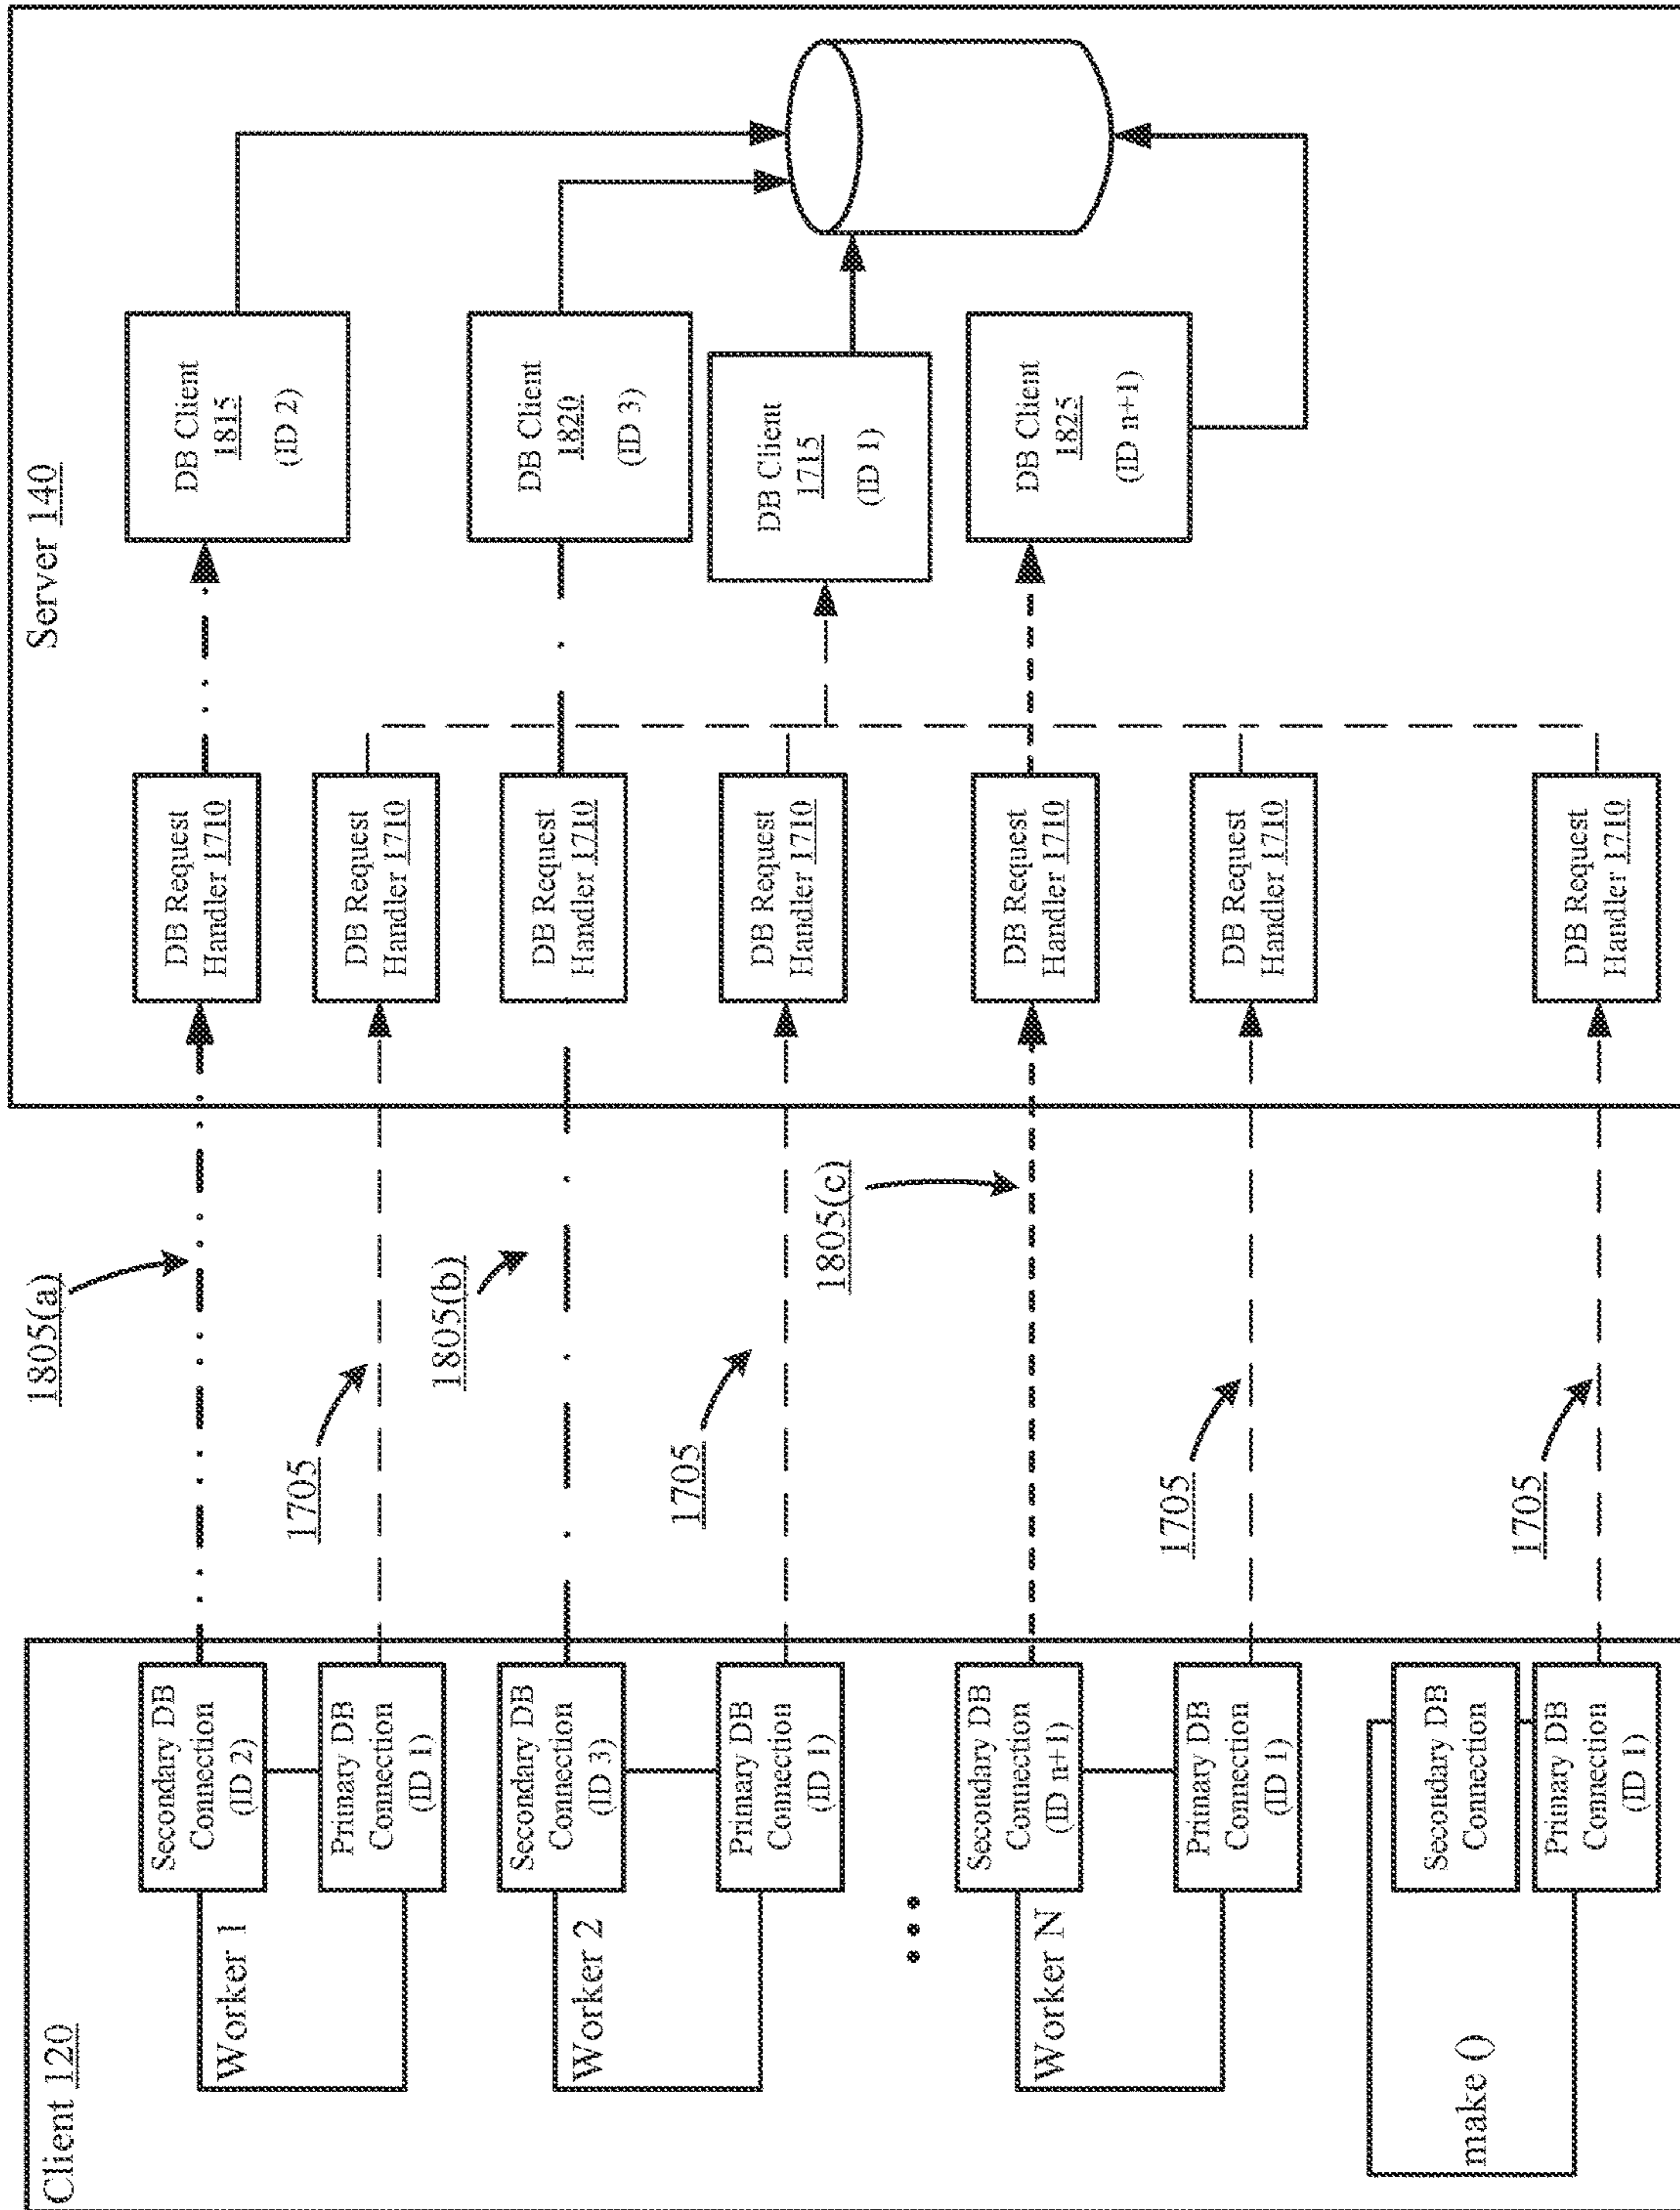 Client 120
Worker 1
Secondary DB
Connection
(ID 2)
Primary DB
Connection
(ID 1)
Worker 2
Secondary DB
Connection
(ID 3)
Primary DB
Connection
(ID 1)
Worker N
Secondary DB
Connection
(ID n+1)
Primary DB
Connection
(ID 1)
make ()
Secondary DB
Connection
Primary DB
Connection
(ID 1)
1805(a)
1705
1805(b)
1705
1805(c)
1705
1705
Server 140
DB Request
Handler 1710
DB Request
Handler 1710
DB Request
Handler 1710
DB Request
Handler 1710
DB Request
Handler 1710
DB Request
Handler 1710
DB Request
Handler 1710
DB Client
1815
(ID 2)
DB Client
1820
(ID 3)
DB Client
1715
(ID 1)
DB Client
1825
(ID n+1)